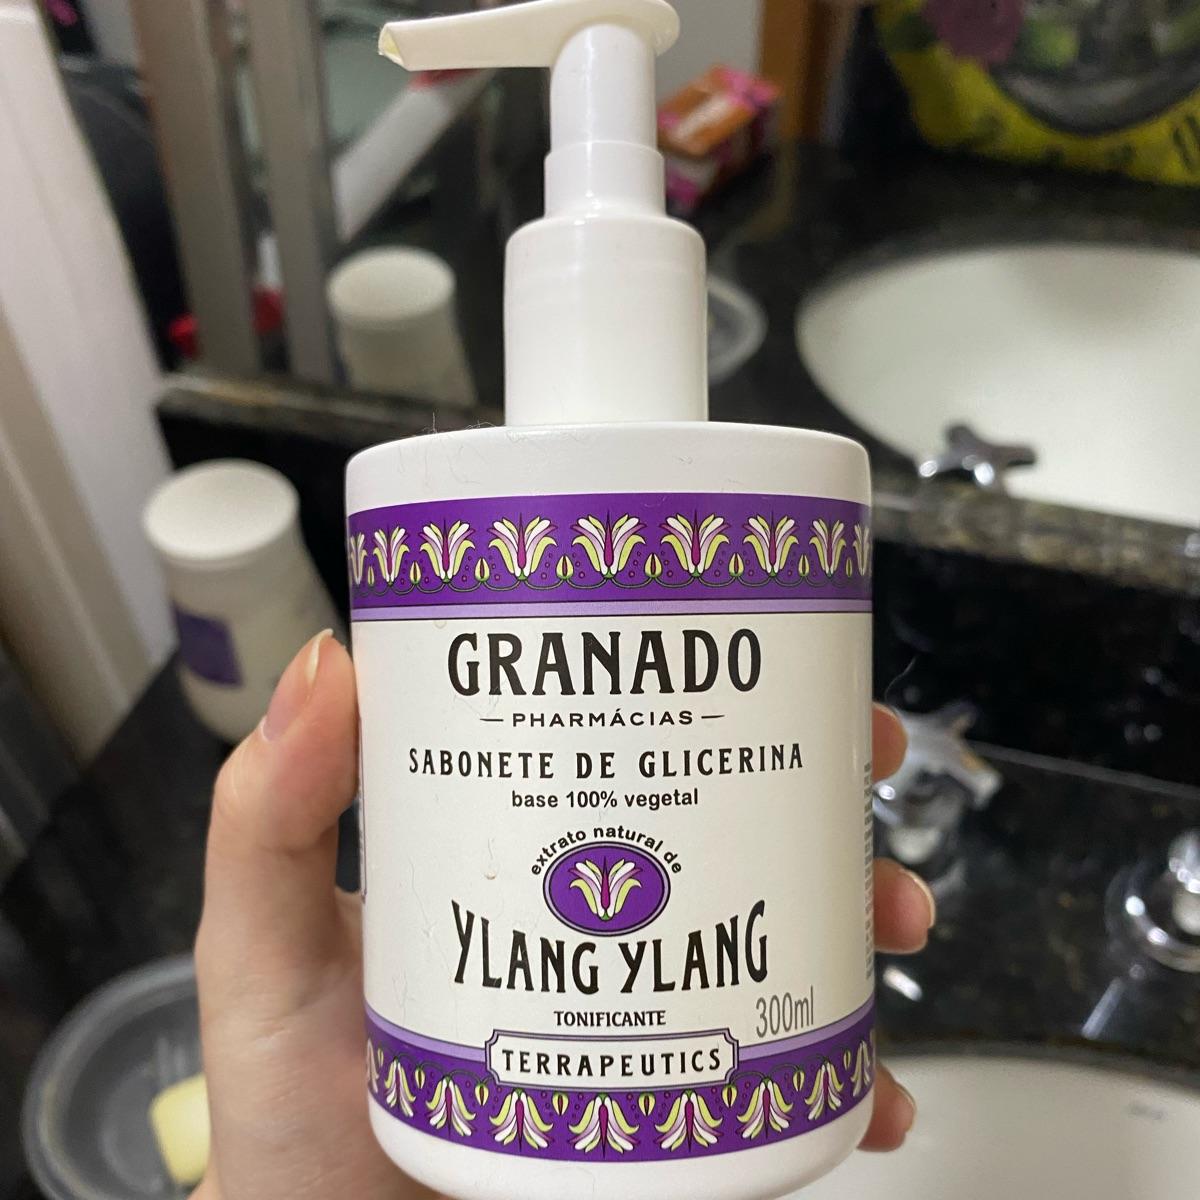 GRANADO
PHARMÁCIAS
SABONETE DE GLICERINA
base 100% vegetal
extrato natural de
YLANG YLANG
TONIFICANTE
300ml
TERRAPEUTICS